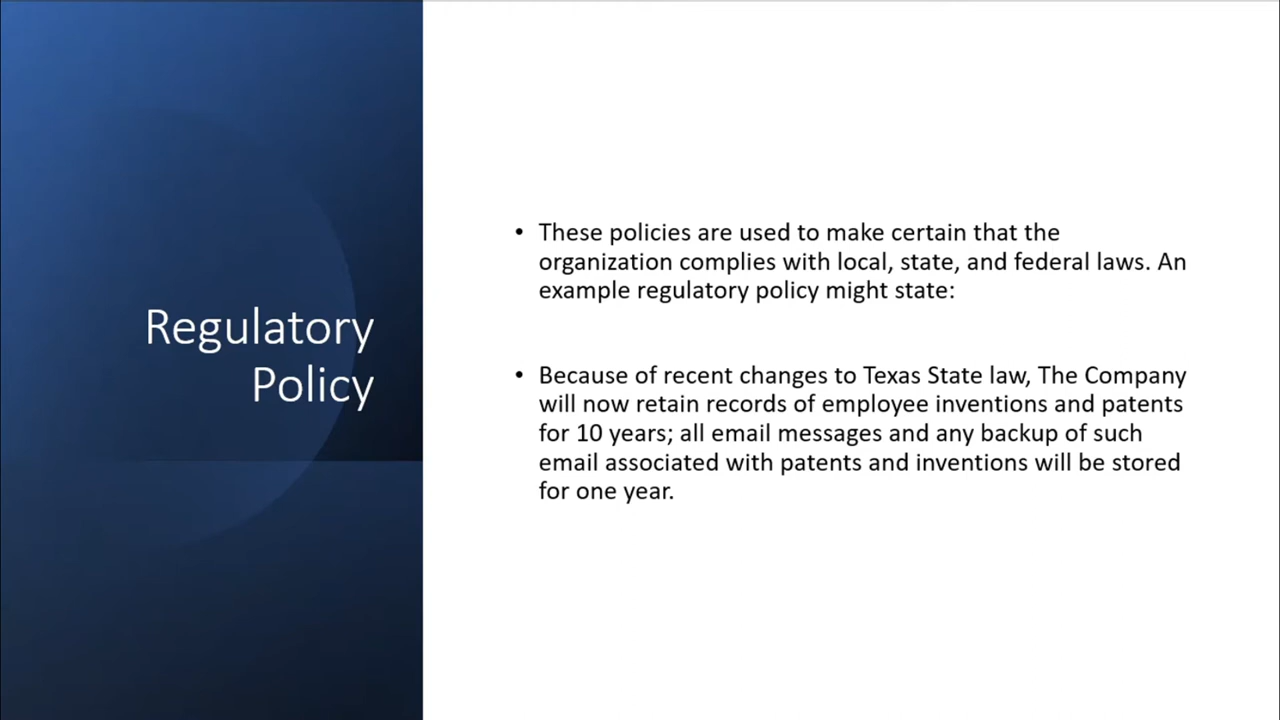 Regulatory
Policy
• These policies are used to make certain that the
organization complies with local, state, and federal laws. An
example regulatory policy might state:
• Because of recent changes to Texas State law, The Company
will now retain records of employee inventions and patents
for 10 years; all email messages and any backup of such
email associated with patents and inventions will be stored
for one year.